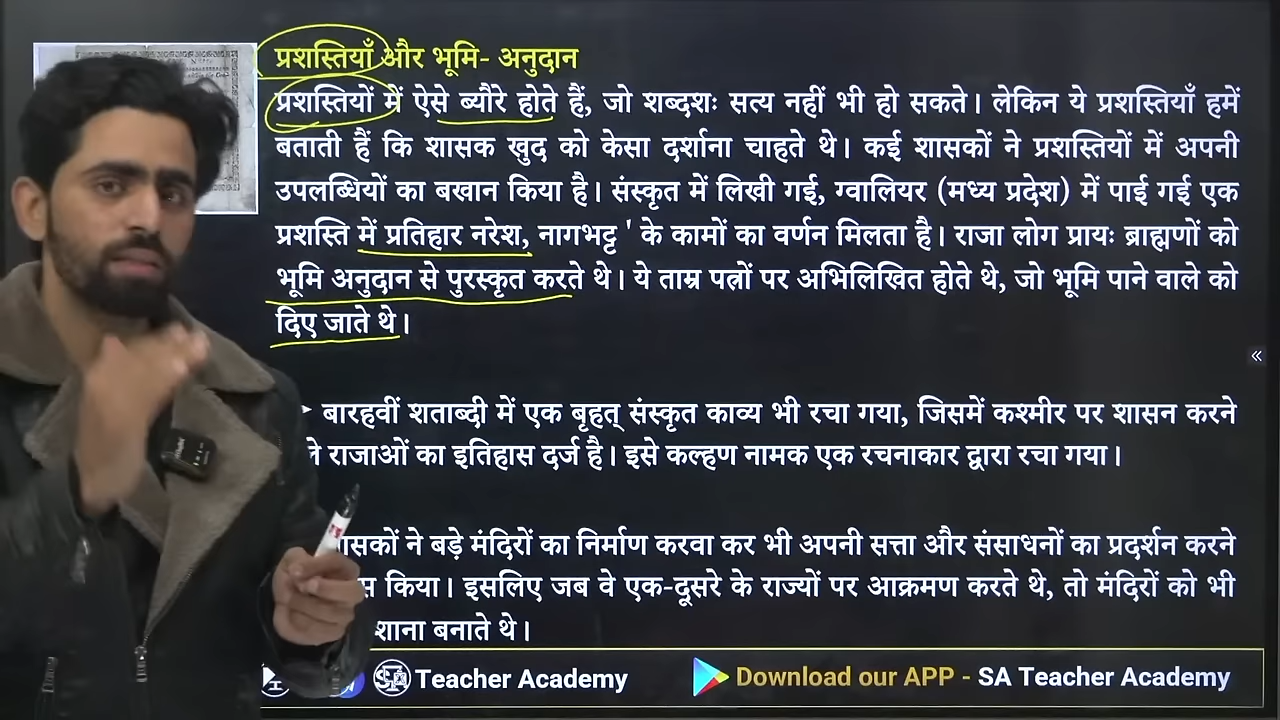 प्रशस्तियाँ और भूमि- अनुदान
प्रशस्तियों में ऐसे ब्यौरे होते हैं, जो शब्दशः सत्य नहीं भी हो सकते। लेकिन ये प्रशस्तियाँ हमें
बताती हैं कि शासक खुद को केसा दर्शाना चाहते थे। कई शासकों ने प्रशस्तियों में अपनी
उपलब्धियों का बखान किया है। संस्कृत में लिखी गई, ग्वालियर (मध्य प्रदेश) में पाई गई एक
प्रशस्ति में प्रतिहार नरेश, नागभट्ट ' के कामों का वर्णन मिलता है। राजा लोग प्रायः ब्राह्मणों को
भूमि अनुदान से पुरस्कृत करते थे। ये ताम्र पत्रों पर अभिलिखित होते थे, जो भूमि पाने वाले को
दिए जाते थे।
बारहवीं शताब्दी में एक बृहत् संस्कृत काव्य भी रचा गया, जिसमें कश्मीर पर शासन करने
राजाओं का इतिहास दर्ज है। इसे कल्हण नामक एक रचनाकार द्वारा रचा गया।
ने बड़े मंदिरों का निर्माण करवा कर भी अपनी सत्ता और संसाधनों का प्रदर्शन करने
किया। इसलिए जब वे एक-दूसरे के राज्यों पर आक्रमण करते थे, तो मंदिरों को भी
बनाते थे।
Teacher Academy
Download our APP - SA Teacher Academy